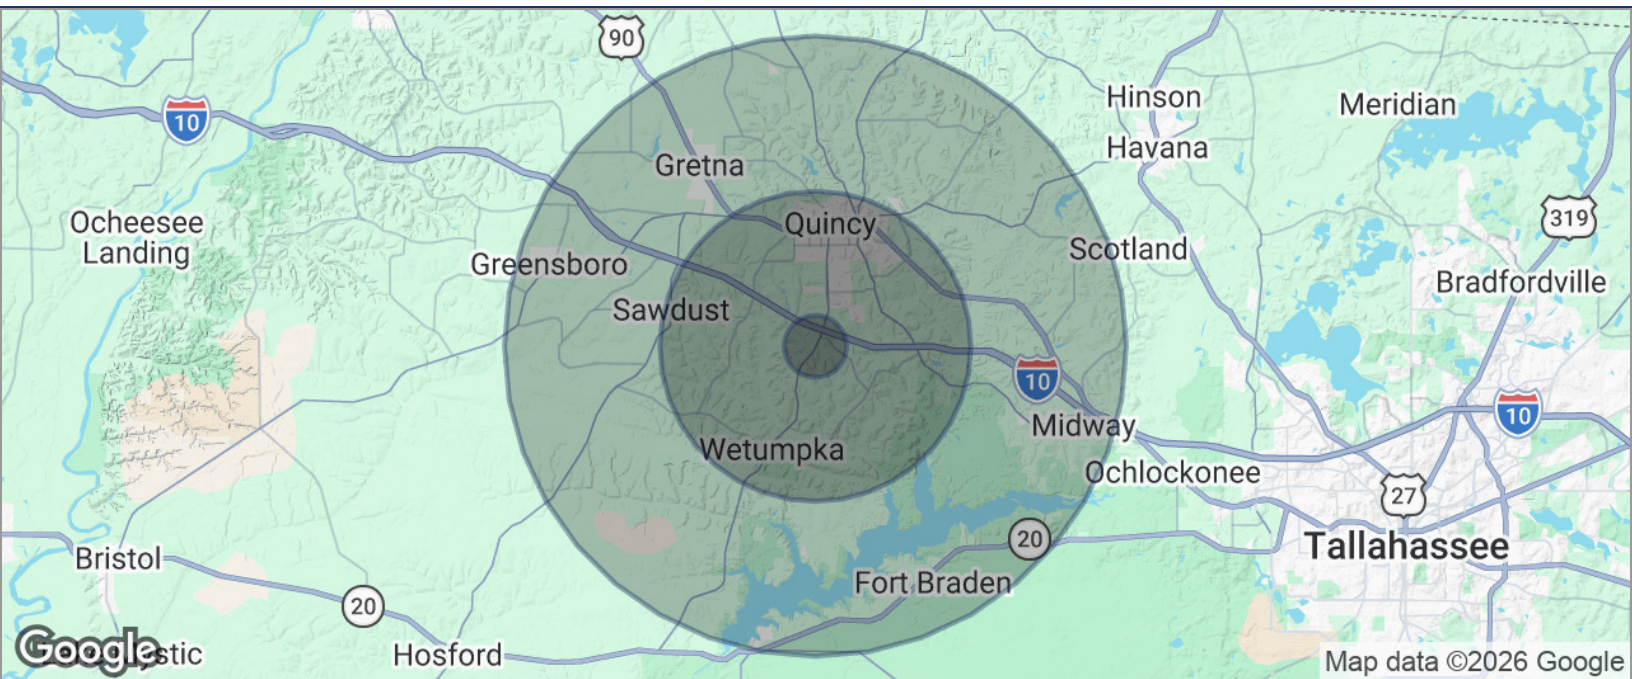 90
Hinson
Meridian
10
Havana
Gretna
Ocheesee
Landing
Quincy
319
Scotland
Greensboro
Bradfordville
Sawdust
10
10
Midway
Wetumpka
Ochlockonee
27
20
Tallahassee
Bristol
Fort Braden
20
Hosford
Google
stic
Map data ©2026 Google